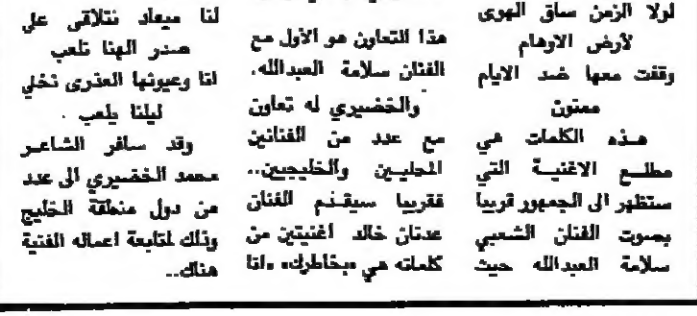 لولا الزمن ساق الهوى
لأرض الاوهام
وقفت معها ضد الايام
ممنون
هذه الكلمات هي
مطلع الاغنية التي
ستظهر الى الجمهور قريبا
بصوت الفنان الشعبي
سلامة العبدالله حيث
هذا التعاون هو الأول مع
الفنان سلامة العبدالله.
والخضيري له تعاون
مع عدد من الفنانين
المحليين والخليجيين..
فقريبا سيقدم الفنان
عدنان خالد اغنيتين من
كلماته هي «بخاطرك» «انا
لنا ميعاد نتلاقى على
صدر الهنا تلعب
لنا وعيونها العذرى تخلي
ليلنا يلعب .
وقد سافر الشاعر
محمد الخضيري الى عدد
من دول منطقة الخليج
وذلك لمتابعة اعماله الفنية
هناك..